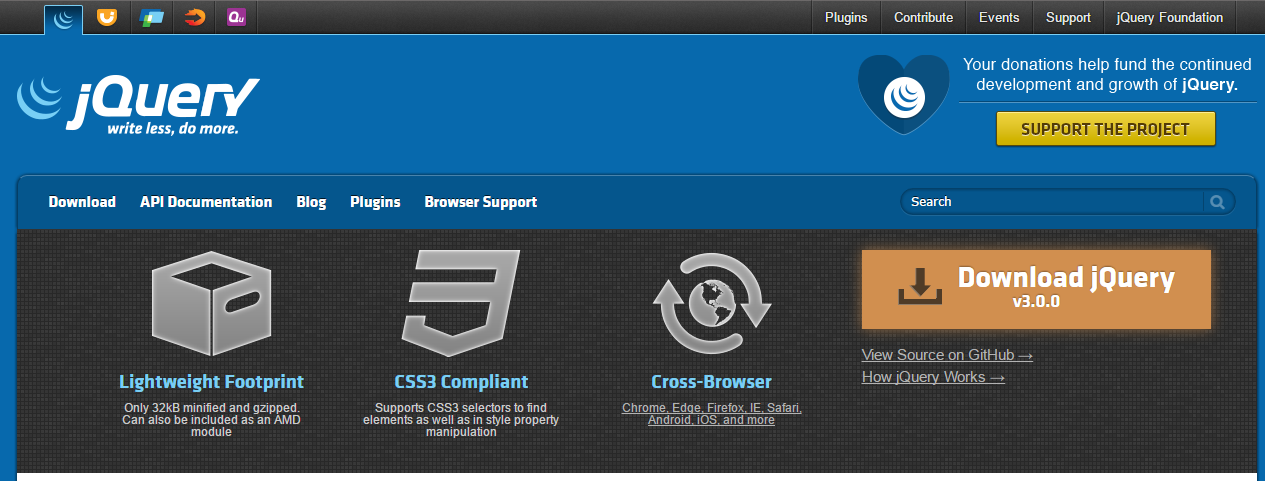 Qu
Plugins Contribute Events Support jQuery Foundation
jQuery
write less, do more.
Your donations help fund the continued
development and growth of jQuery.
SUPPORT THE PROJECT
Download API Documentation Blog Plugins Browser Support Search
Download jQuery
v3.0.0
View Source on GitHub →
How jQuery Works →
Lightweight Footprint
Only 32kB minified and gzipped.
Can also be included as an AMD
module
CSS3 Compliant
Supports CSS3 selectors to find
elements as well as in style property
manipulation
Cross-Browser
Chrome, Edge, Firefox, IE, Safari,
Android, iOS, and more